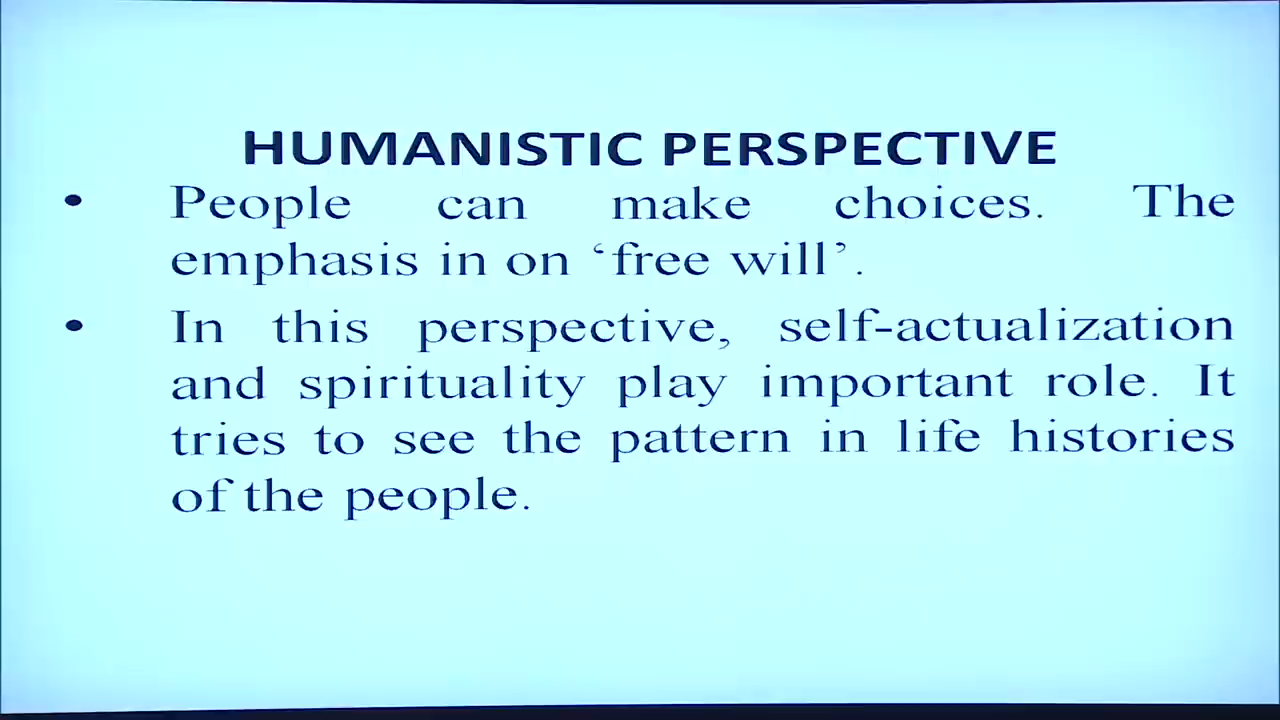 HUMANISTIC PERSPECTIVE
• People can make choices. The
emphasis in on ‘free will’.
• In this perspective, self-actualization
and spirituality play important role. It
tries to see the pattern in life histories
of the people.